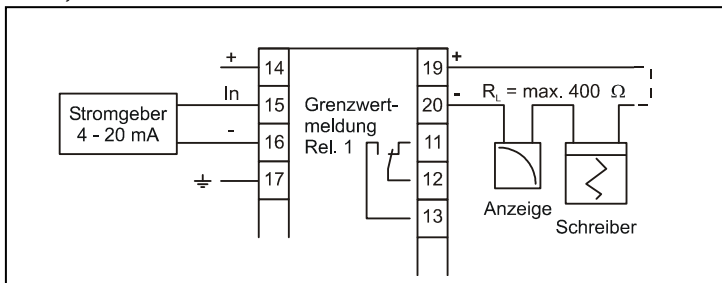 +
14
In
15
-
16
17
Stromgeber
4 - 20 mA
Grenzwert-
meldung
Rel. 1
19
+
20
-
R_L = max. 400 Ω
11
12
13
Anzeige
Schreiber